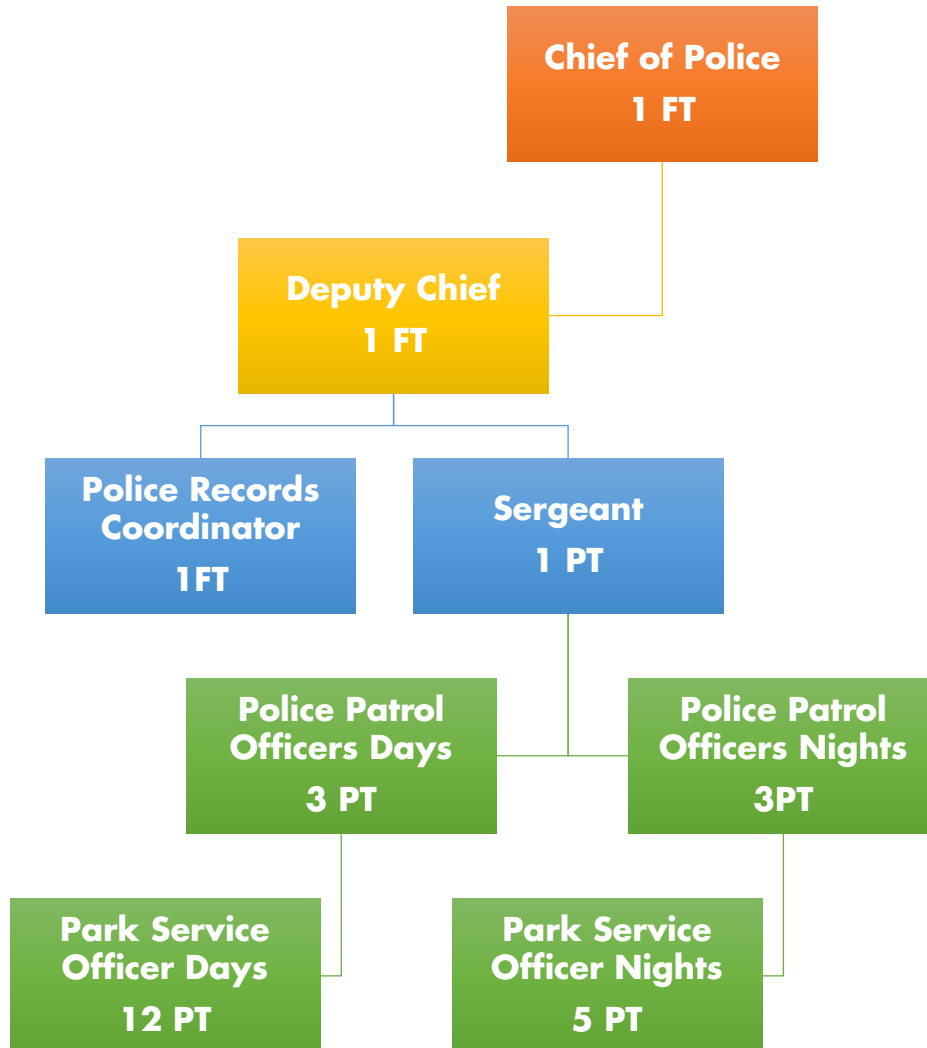 Chief of Police
1 FT
Deputy Chief
1 FT
Police Records
Coordinator
1FT
Sergeant
1 PT
Police Patrol
Officers Days
3 PT
Police Patrol
Officers Nights
3PT
Park Service
Officer Days
12 PT
Park Service
Officer Nights
5 PT